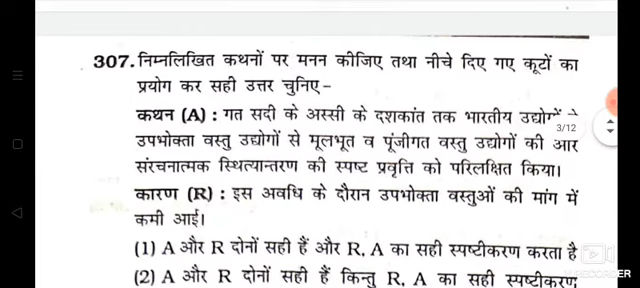 307. निम्नलिखित कथनों पर मनन कीजिए तथा नीचे दिए गए कूटों का
प्रयोग कर सही उत्तर चुनिए –
कथन (A) : गत सदी के अस्सी के दशकांत तक भारतीय उद्योगों
3/12
उपभोक्ता वस्तु उद्योगों से मूलभूत व पूंजीगत वस्तु उद्योगों की
संरचनात्मक स्थित्यान्तरण की स्पष्ट प्रवृत्ति को परिलक्षित किया।
कारण (R) : इस अवधि के दौरान उपभोक्ता वस्तुओं की मांग में
कमी आई।
(1) A और R दोनों सही हैं और R, A का सही स्पष्टीकरण करता है
(2) A और R दोनों सही हैं किन्तु R, A का सही स्पष्टीकरण